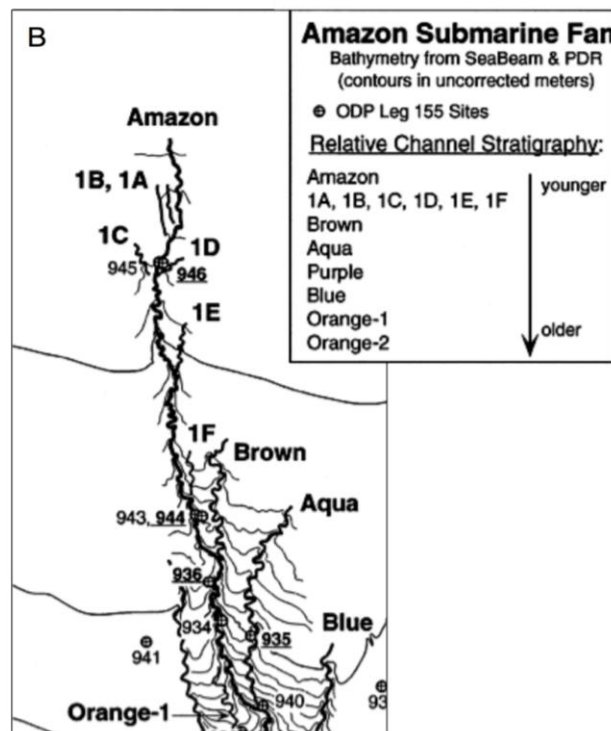 B
Amazon Submarine Fan
Bathymetry from SeaBeam & PDR
(contours in uncorrected meters)
⊕ ODP Leg 155 Sites
Relative Channel Stratigraphy:
Amazon
1A, 1B, 1C, 1D, 1E, 1F
Brown
Aqua
Purple
Blue
Orange-1
Orange-2
younger
older
Amazon
1B, 1A
1C
1D
945
946
1E
1F
Brown
Aqua
943, 944
936
934
935
Blue
941
940
93
Orange-1